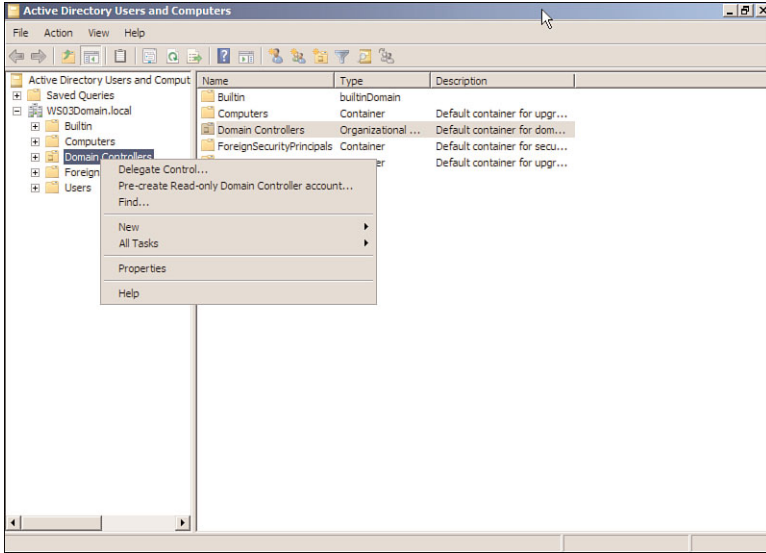 Active Directory Users and Computers
File Action View Help
Active Directory Users and Comput
Saved Queries
WS03Domain.local
Builtin
Computers
Domain Controllers
Foreign
Users
Name Type Description
Builtin builtinDomain
Computers Container Default container for upgr...
Domain Controllers Organizational ... Default container for dom...
ForeignSecurityPrincipals Container Default container for secu...
er Default container for upgr...
Delegate Control...
Pre-create Read-only Domain Controller account...
Find...
New
All Tasks
Properties
Help